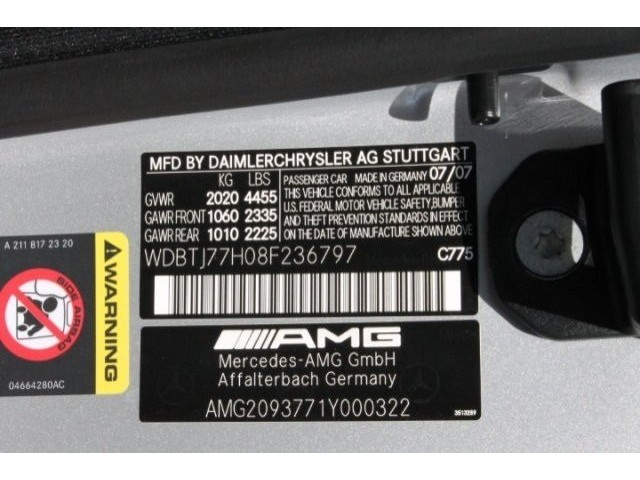 MFD BY DAIMLERCHRYSLER AG STUTTGART
KG LBS
GVWR 2020 4455
GAWR FRONT 1060 2335
GAWR REAR 1010 2225
PASSENGER CAR MADE IN GERMANY 07/07
THIS VEHICLE CONFORMS TO ALL APPLICABLE
U.S. FEDERAL MOTOR VEHICLE SAFETY, BUMPER
AND THEFT PREVENTION STANDARDS IN EFFECT
ON THE DATE OF MANUFACTURE SHOWN ABOVE.
WDBTJ77H08F236797 C775
AMG
Mercedes-AMG GmbH
Affalterbach Germany
AMG2093771Y000322
3513259
A 211 817 23 20
SIDE AIRBAG
WARNING
04664280AC